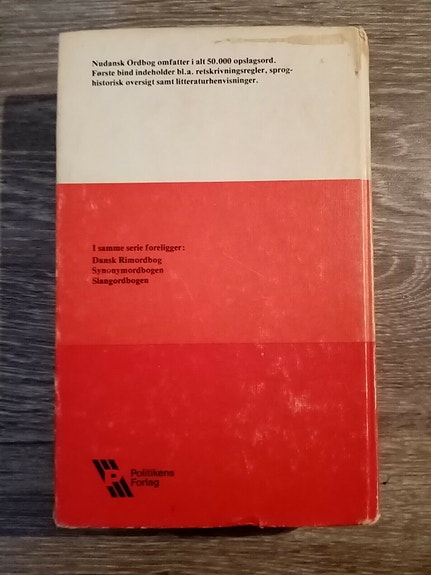 Nudansk Ordbog omfatter i alt 50.000 opslagsord.
Første bind indeholder bl.a. retskrivningsregler, sprog-
historisk oversigt samt litteraturhenvisninger.
I samme serie foreligger:
Dansk Rimordbog
Synonymordbogen
Slangordbogen
Politikens
Forlag